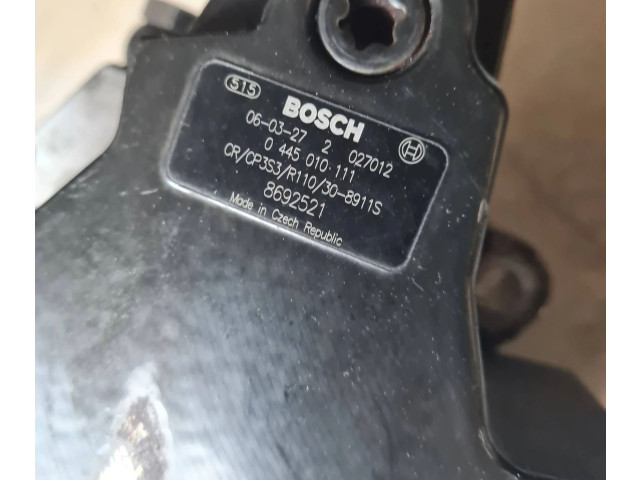 515 BOSCH
06-03-27 2 027012
0 445 010 111
CR/CP3S3/R110/30-8911S
8692521
Made in Czech Republic